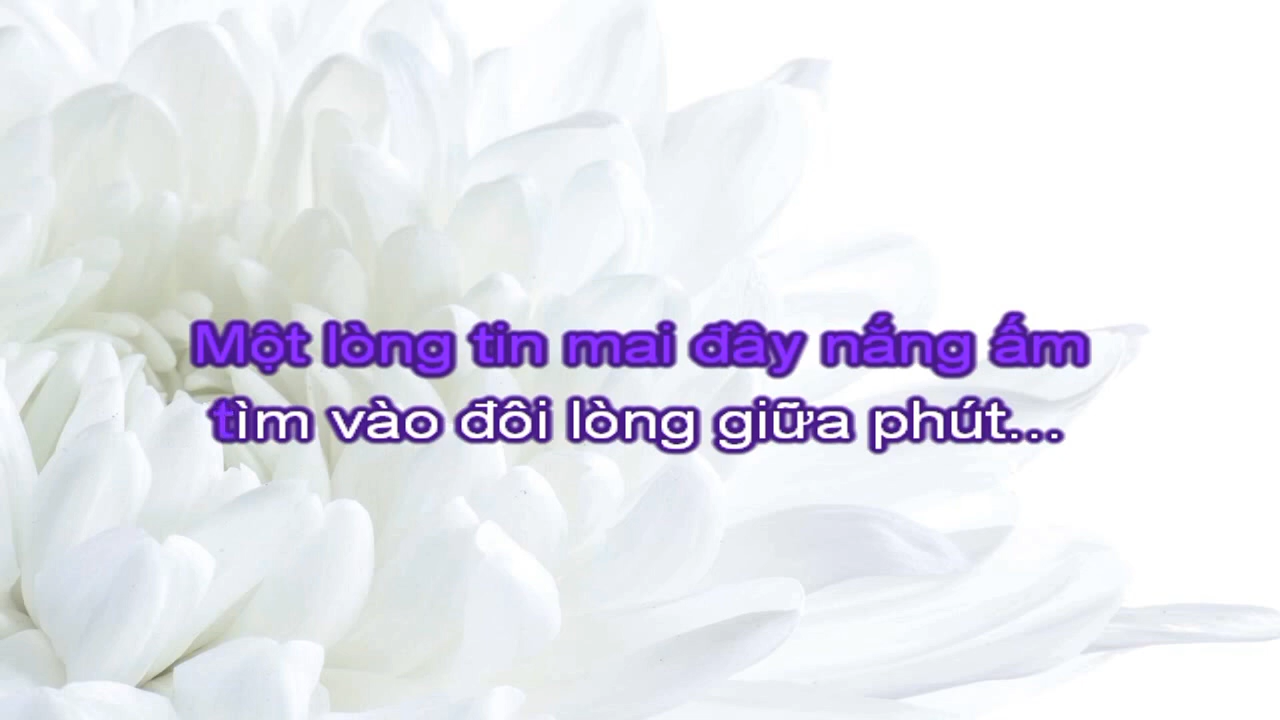 Một lòng tin mai đây nắng ấm
tìm vào đôi lòng giữa phút...